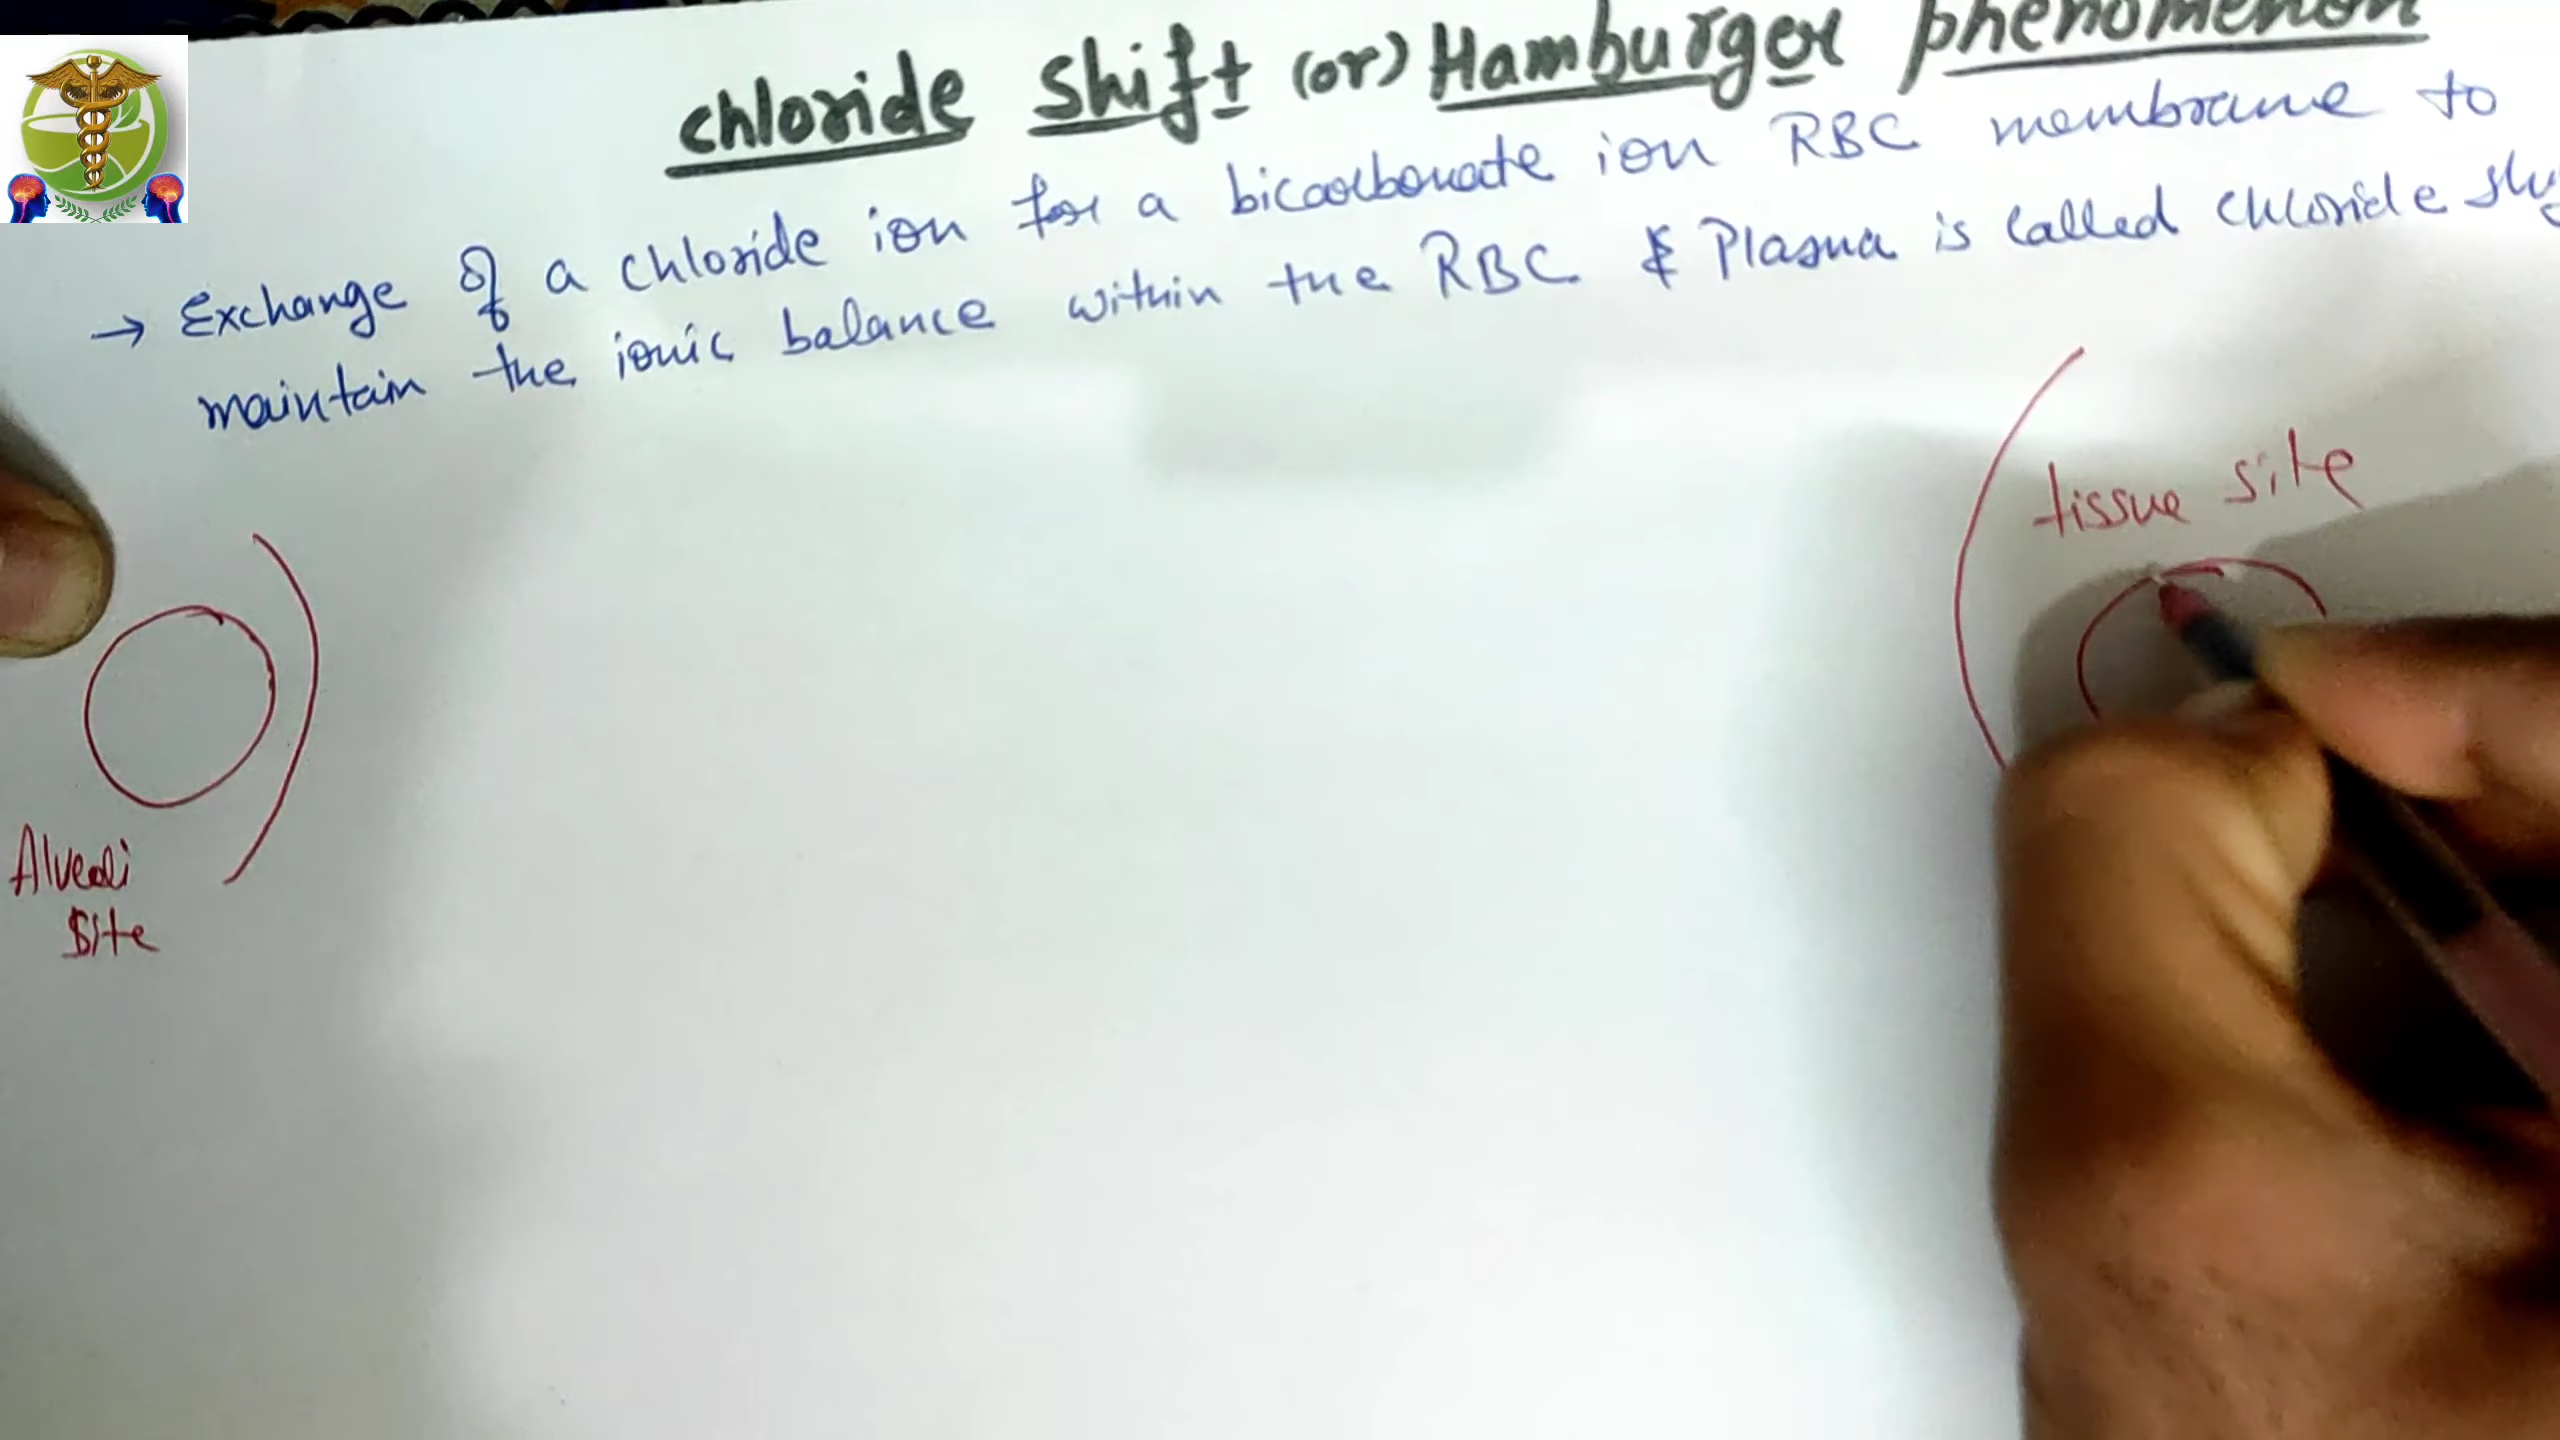 chloride shift (or) Hamburger phenomenon
→ Exchange of a chloride ion for a bicarbonate ion RBC membrane to
maintain the ionic balance within the RBC & Plasma is called chloride
tissue site
Alveoli
Site